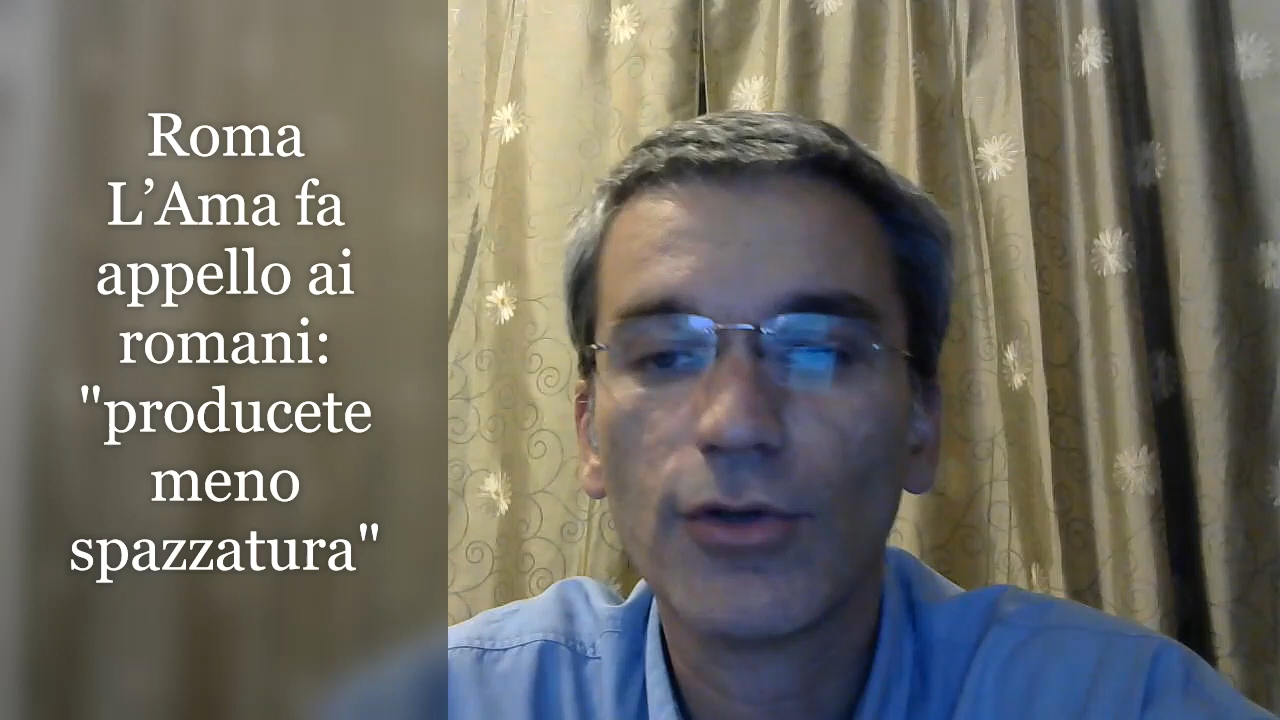 Roma
L’Ama fa
appello ai
romani:
"producete
meno
spazzatura"